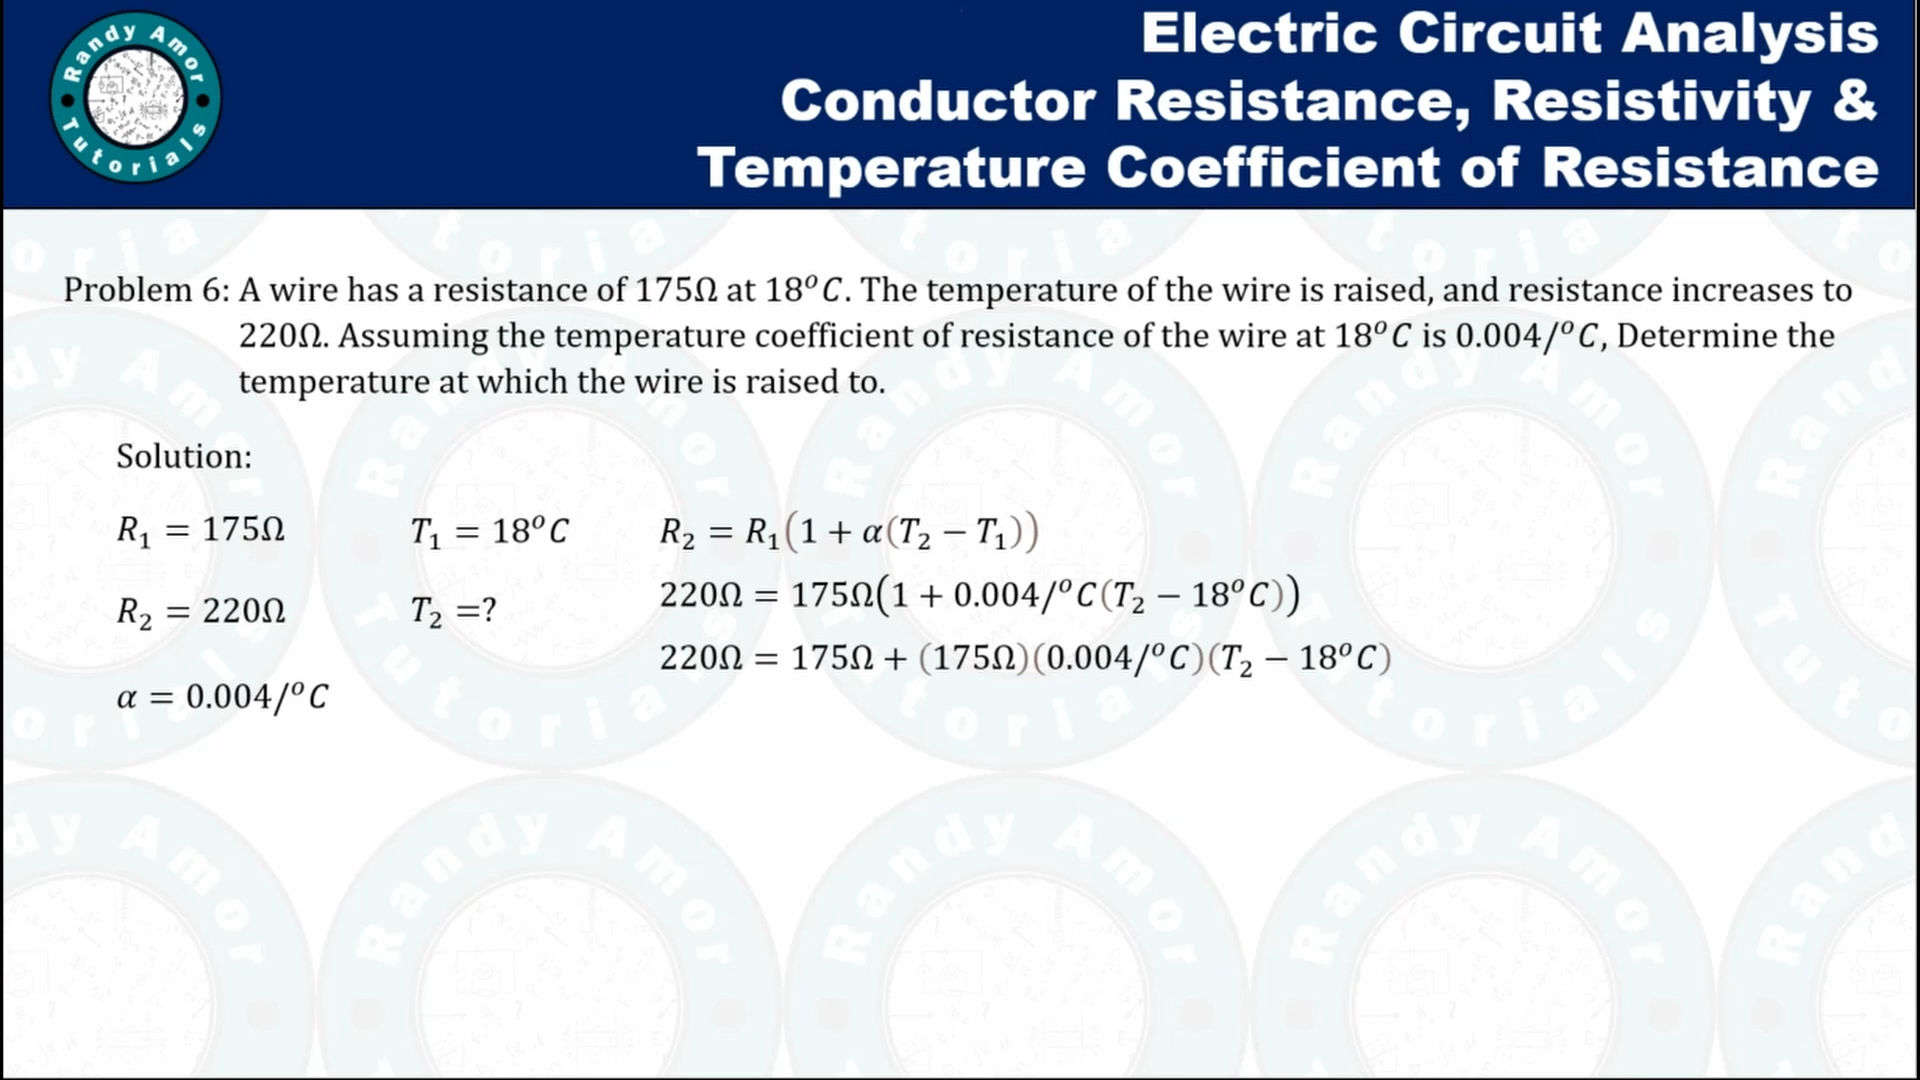 Randy Amor
Tutorials
Electric Circuit Analysis
Conductor Resistance, Resistivity &
Temperature Coefficient of Resistance
Problem 6: A wire has a resistance of 175Ω at 18°C. The temperature of the wire is raised, and resistance increases to
220Ω. Assuming the temperature coefficient of resistance of the wire at 18°C is 0.004/°C, Determine the
temperature at which the wire is raised to.
Solution:
R₁ = 175Ω T₁ = 18°C R₂ = R₁(1 + α(T₂ − T₁))
220Ω = 175Ω(1 + 0.004/°C(T₂ − 18°C))
R₂ = 220Ω T₂ =?
220Ω = 175Ω + (175Ω)(0.004/°C)(T₂ − 18°C)
α = 0.004/°C